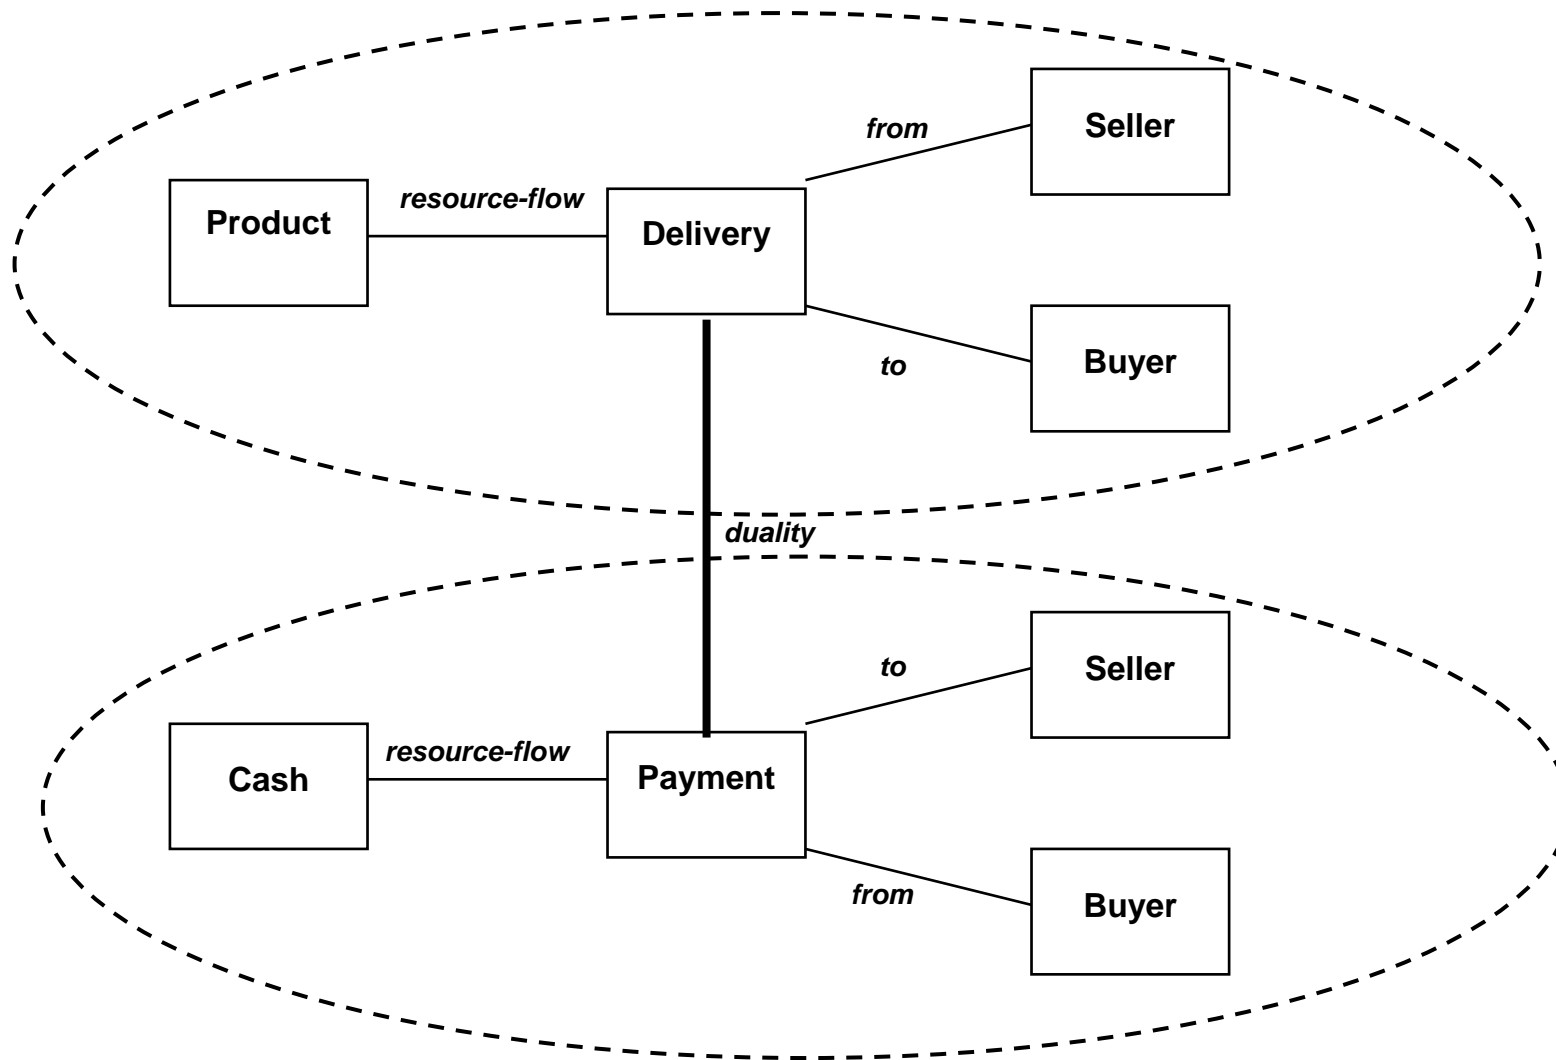 from
Seller
resource-flow
Product
Delivery
to
Buyer
duality
to
Seller
resource-flow
Cash
Payment
from
Buyer